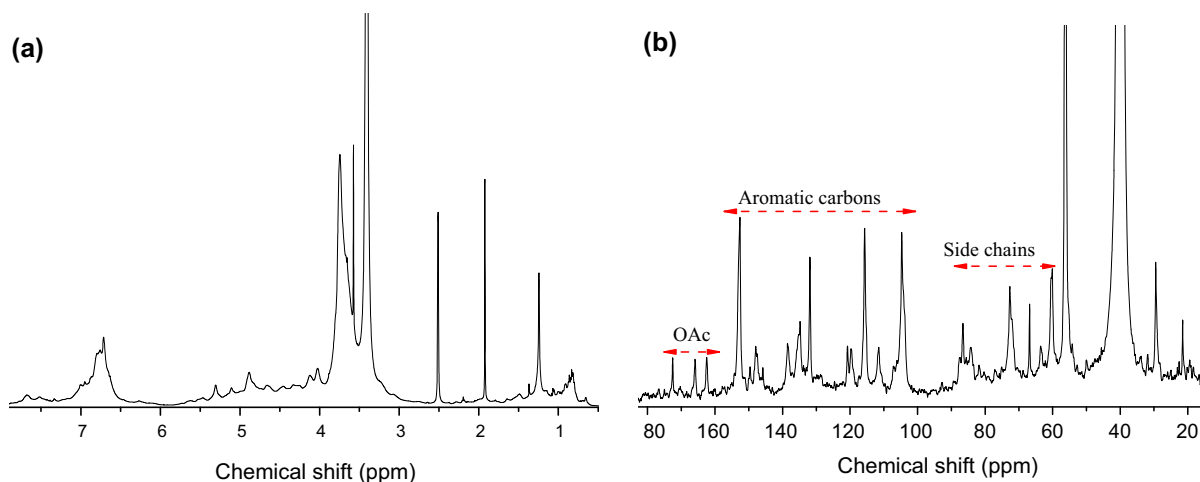 (a)
7 6 5 4 3 2 1
Chemical shift (ppm)
(b)
Aromatic carbons
Side chains
OAc
80 160 140 120 100 80 60 40 20
Chemical shift (ppm)